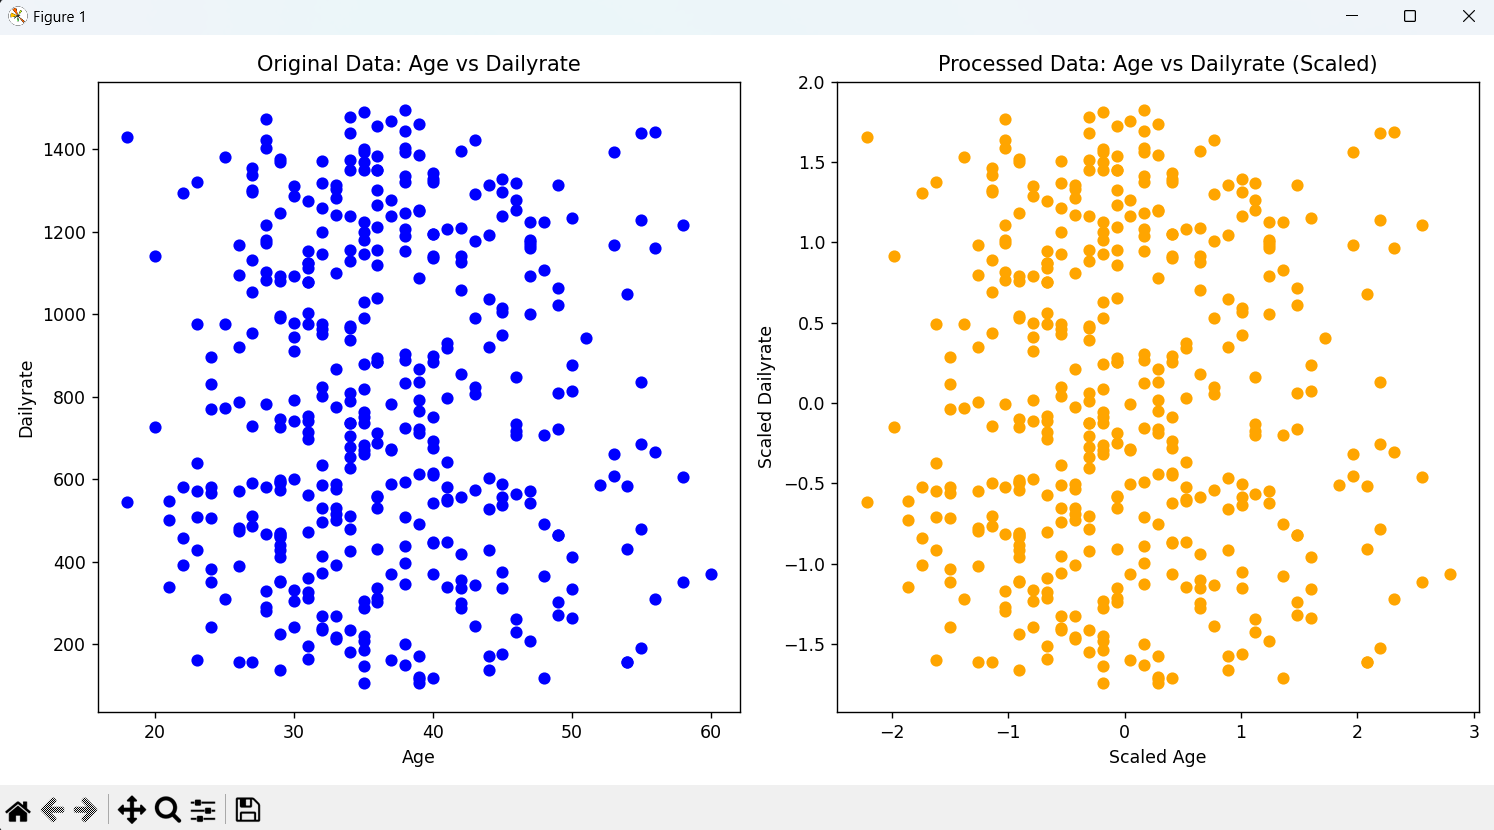 Figure 1
Original Data: Age vs Dailyrate
Dailyrate
1400
1200
1000
800
600
400
200
20 30 40 50 60
Age
Processed Data: Age vs Dailyrate (Scaled)
Scaled Dailyrate
2.0
1.5
1.0
0.5
0.0
−0.5
−1.0
−1.5
−2 −1 0 1 2 3
Scaled Age